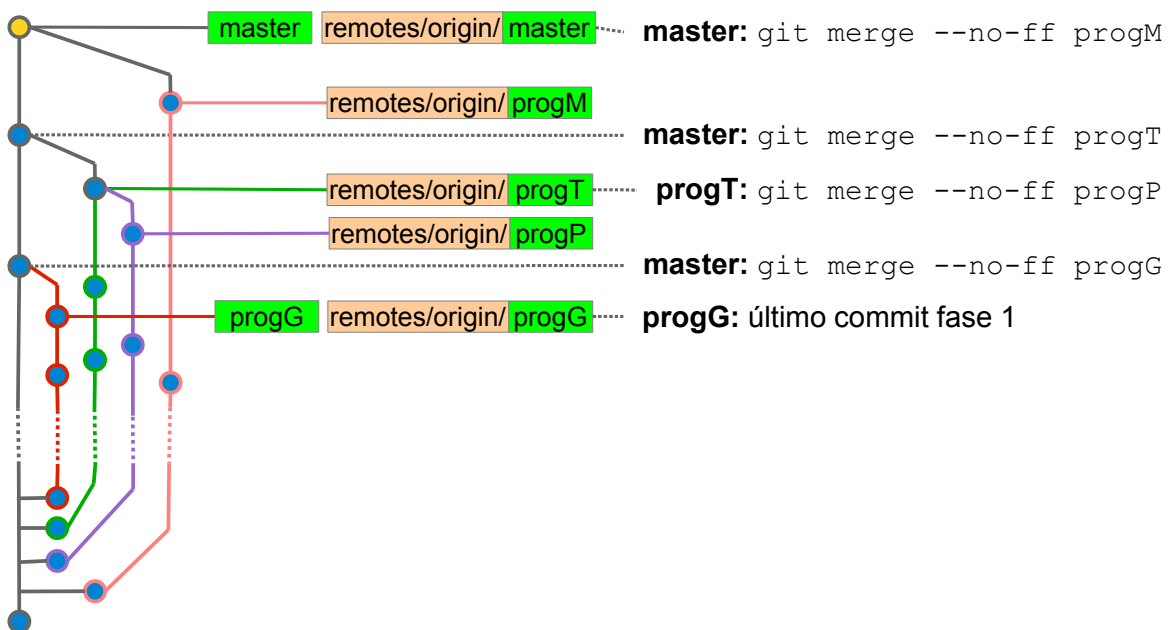 master remotes/origin/ master master: git merge --no-ff progM
remotes/origin/ progM
master: git merge --no-ff progT
remotes/origin/ progT progT: git merge --no-ff progP
remotes/origin/ progP
master: git merge --no-ff progG
progG remotes/origin/ progG progG: último commit fase 1